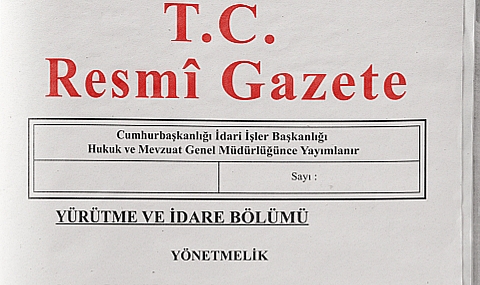 T.C.
Resmî Gazete
Cumhurbaşkanlığı İdari İşler Başkanlığı
Hukuk ve Mevzuat Genel Müdürlüğünce Yayımlanır
Sayı :
YÜRÜTME VE İDARE BÖLÜMÜ
YÖNETMELİK